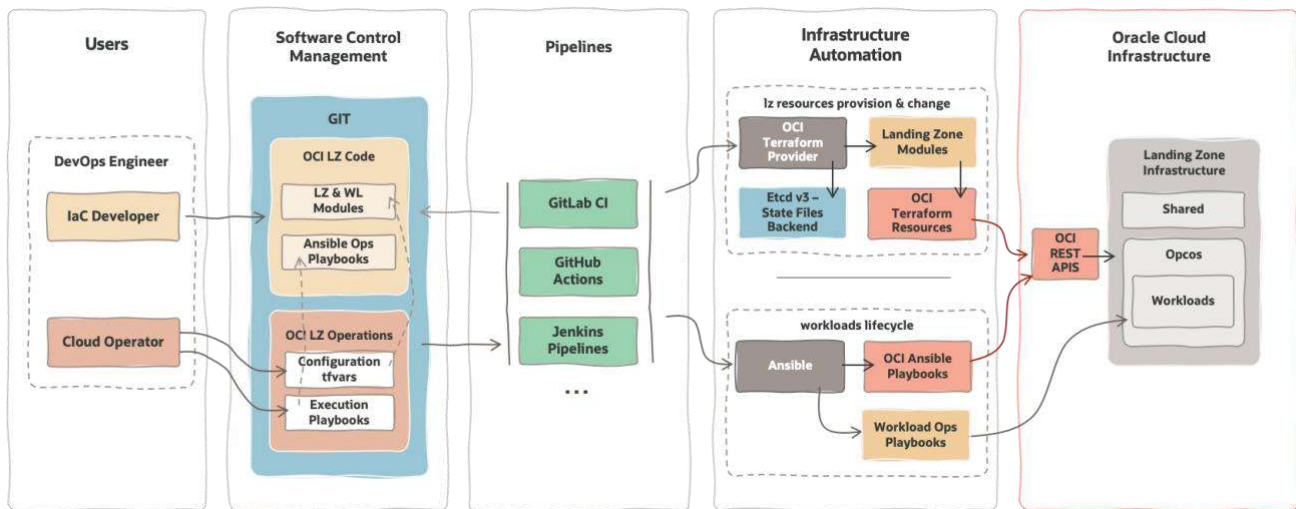 Users
Software Control
Management
Pipelines
Infrastructure
Automation
Oracle Cloud
Infrastructure
DevOps Engineer
IaC Developer
Cloud Operator
GIT
OCI LZ Code
LZ & WL
Modules
Ansible Ops
Playbooks
OCI LZ Operations
Configuration
tfvars
Execution
Playbooks
GitLab CI
GitHub
Actions
Jenkins
Pipelines
...
lz resources provision & change
OCI
Terraform
Provider
Landing Zone
Modules
Etcd v3 –
State Files
Backend
OCI
Terraform
Resources
workloads lifecycle
Ansible
OCI Ansible
Playbooks
Workload Ops
Playbooks
OCI
REST
APIS
Landing Zone
Infrastructure
Shared
Opcos
Workloads